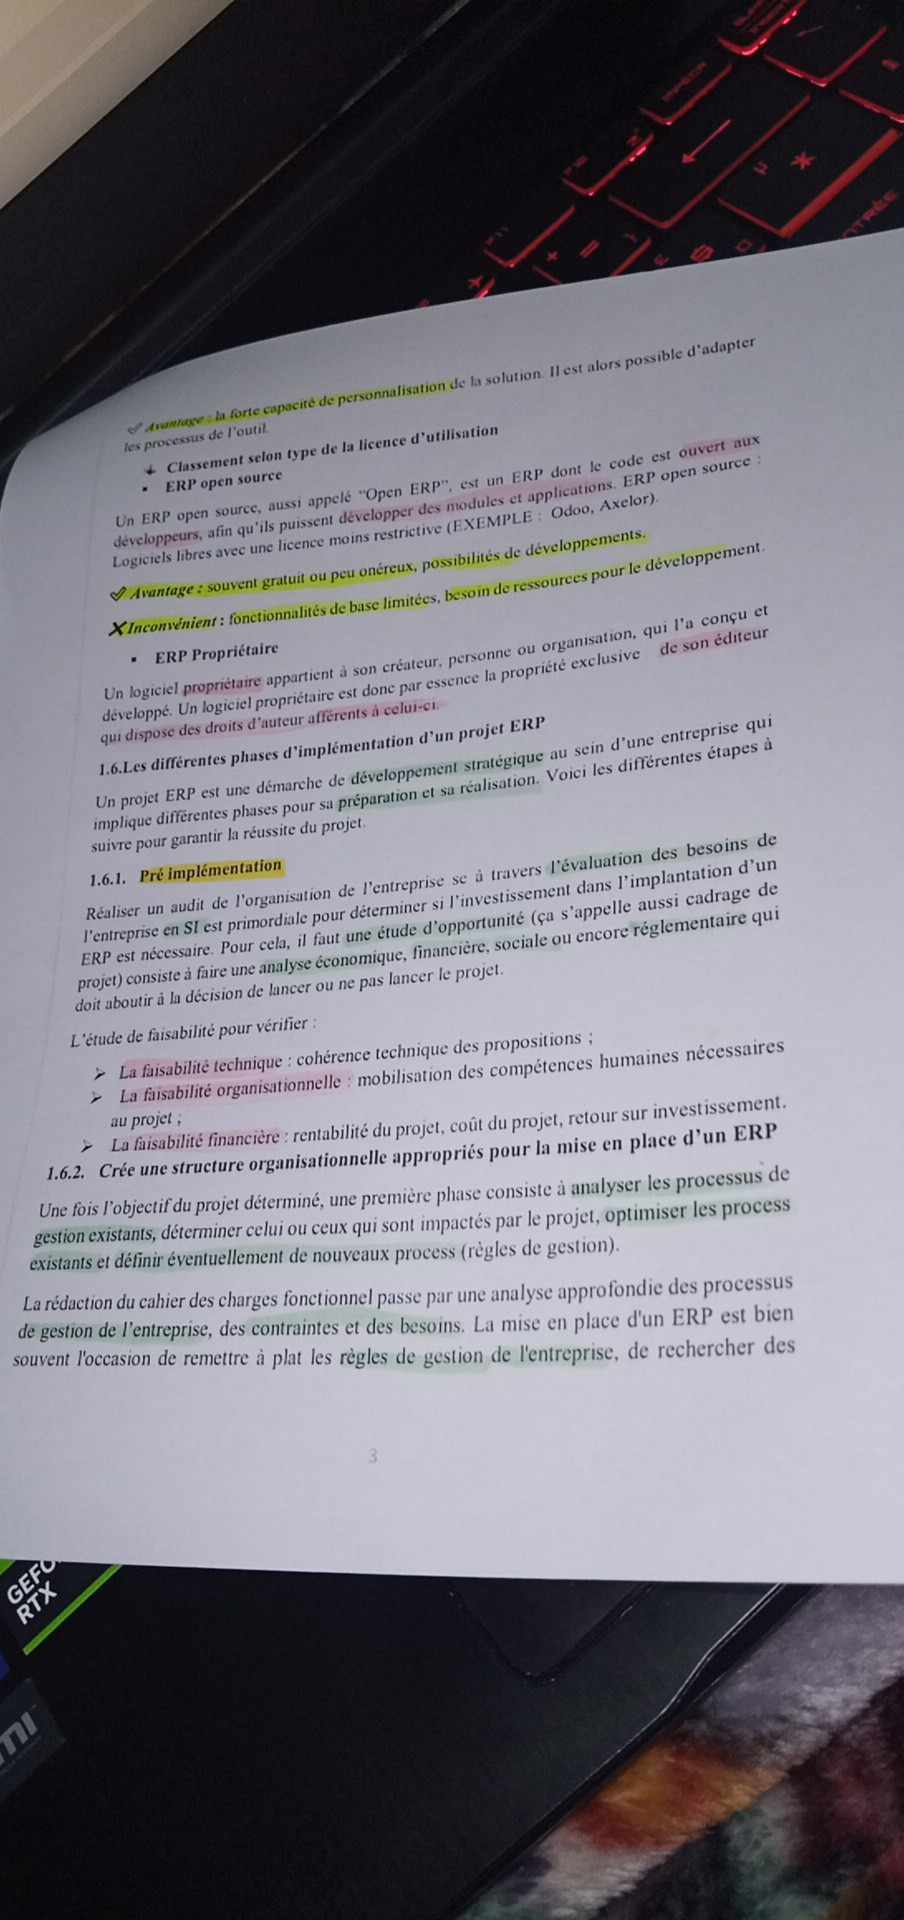 ✓ Avantage : la forte capacité de personnalisation de la solution. Il est alors possible d'adapter
les processus de l'outil.
Classement selon type de la licence d'utilisation
▪ ERP open source
Un ERP open source, aussi appelé "Open ERP", est un ERP dont le code est ouvert aux
développeurs, afin qu'ils puissent développer des modules et applications. ERP open source :
Logiciels libres avec une licence moins restrictive (EXEMPLE : Odoo, Axelor).
✓ Avantage : souvent gratuit ou peu onéreux, possibilités de développements.
✗ Inconvénient : fonctionnalités de base limitées, besoin de ressources pour le développement.
▪ ERP Propriétaire
Un logiciel propriétaire appartient à son créateur, personne ou organisation, qui l'a conçu et
développé. Un logiciel propriétaire est donc par essence la propriété exclusive de son éditeur
qui dispose des droits d'auteur afférents à celui-ci.
1.6.Les différentes phases d'implémentation d'un projet ERP
Un projet ERP est une démarche de développement stratégique au sein d'une entreprise qui
implique différentes phases pour sa préparation et sa réalisation. Voici les différentes étapes à
suivre pour garantir la réussite du projet.
1.6.1. Pré implémentation
Réaliser un audit de l'organisation de l'entreprise se à travers l'évaluation des besoins de
l'entreprise en SI est primordiale pour déterminer si l'investissement dans l'implantation d'un
ERP est nécessaire. Pour cela, il faut une étude d'opportunité (ça s'appelle aussi cadrage de
projet) consiste à faire une analyse économique, financière, sociale ou encore réglementaire qui
doit aboutir à la décision de lancer ou ne pas lancer le projet.
L'étude de faisabilité pour vérifier :
➢ La faisabilité technique : cohérence technique des propositions ;
➢ La faisabilité organisationnelle : mobilisation des compétences humaines nécessaires
au projet ;
➢ La faisabilité financière : rentabilité du projet, coût du projet, retour sur investissement.
1.6.2. Crée une structure organisationnelle appropriés pour la mise en place d'un ERP
Une fois l'objectif du projet déterminé, une première phase consiste à analyser les processus de
gestion existants, déterminer celui ou ceux qui sont impactés par le projet, optimiser les process
existants et définir éventuellement de nouveaux process (règles de gestion).
La rédaction du cahier des charges fonctionnel passe par une analyse approfondie des processus
de gestion de l'entreprise, des contraintes et des besoins. La mise en place d'un ERP est bien
souvent l'occasion de remettre à plat les règles de gestion de l'entreprise, de rechercher des
3
RTX